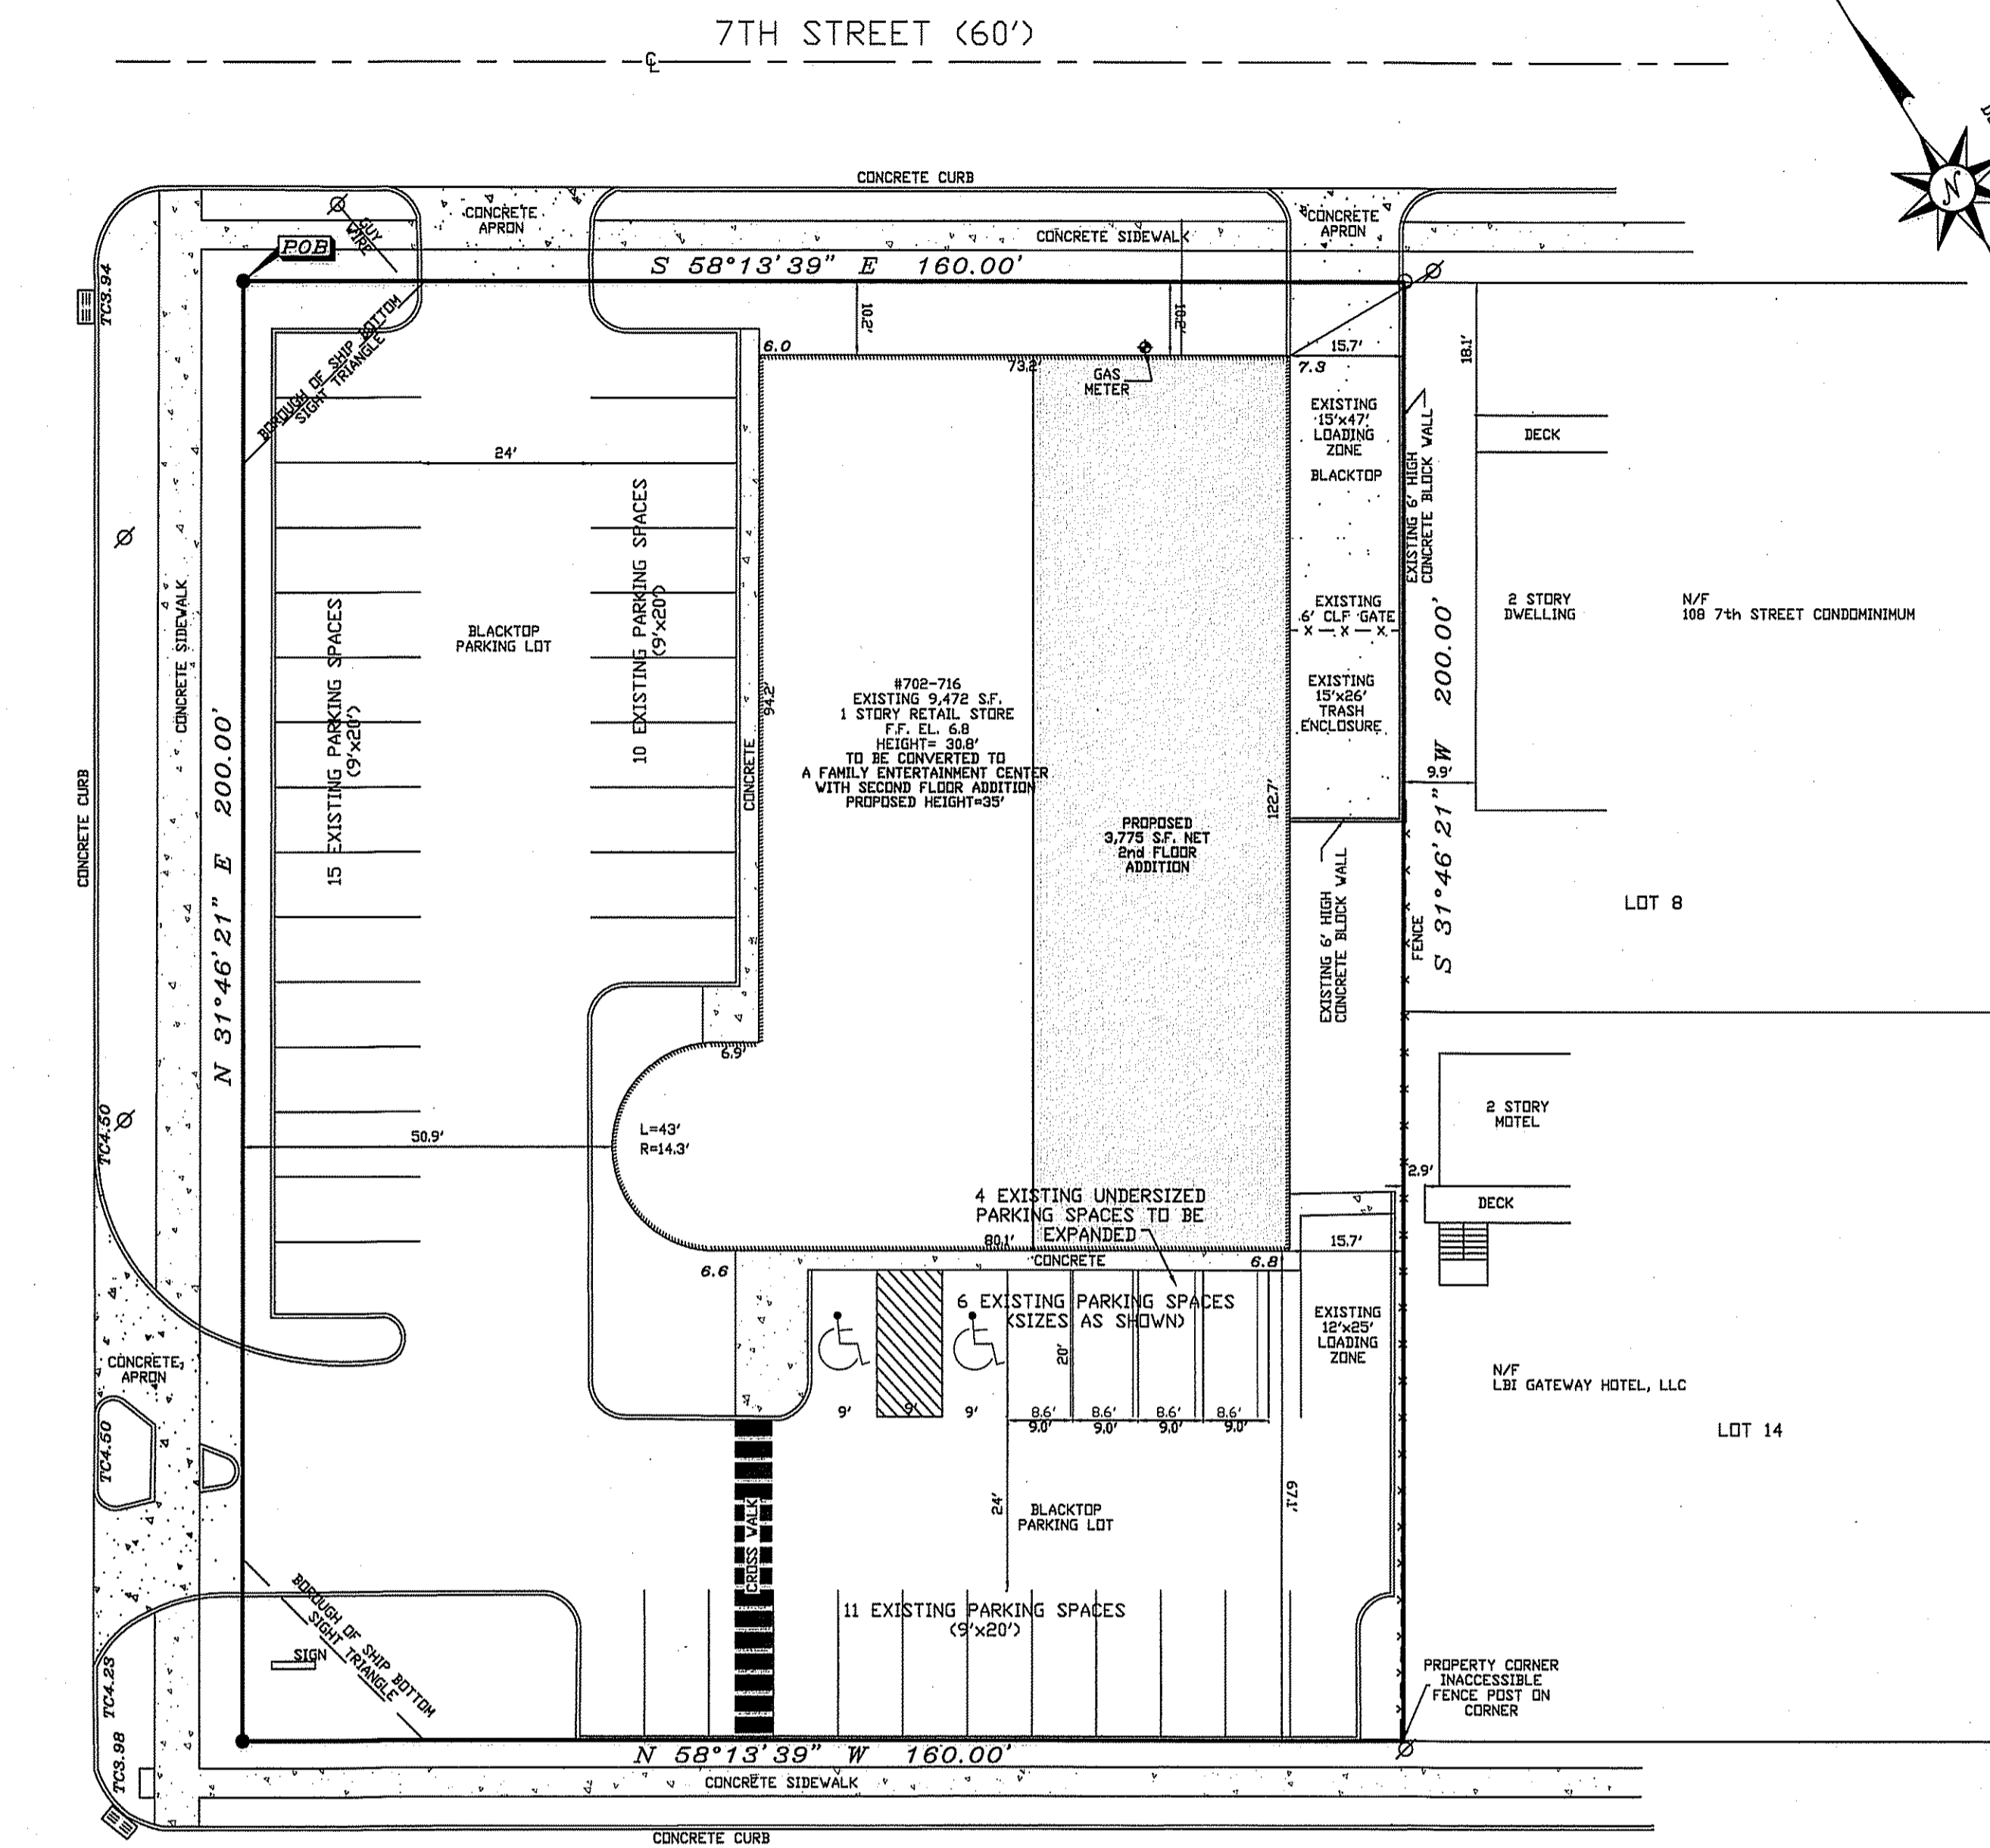 7TH STREET (60')
℄
CONCRETE CURB
CONCRETE
APRON
CONCRETE SIDEWALK
CONCRETE
APRON
GUY
WIRE
P.O.B
S 58°13'39" E 160.00'
TC3.94
BOROUGH OF SHIP BOTTOM
SIGHT TRIANGLE
10.2'
10.2'
6.0
73.2'
GAS
METER
15.7'
7.3
18.1'
N
EXISTING
15'x47'
LOADING
ZONE
BLACKTOP
EXISTING 6' HIGH
CONCRETE BLOCK WALL
DECK
24'
15 EXISTING PARKING SPACES
(9'x20')
BLACKTOP
PARKING LOT
10 EXISTING PARKING SPACES
(9'x20')
CONCRETE SIDEWALK
CONCRETE CURB
N 31°46'21" E 200.00'
CONCRETE
94.2'
#702-716
EXISTING 9,472 S.F.
1 STORY RETAIL STORE
F.F. EL. 6.8
HEIGHT= 30.8'
TO BE CONVERTED TO
A FAMILY ENTERTAINMENT CENTER
WITH SECOND FLOOR ADDITION
PROPOSED HEIGHT=35'
PROPOSED
3,775 S.F. NET
2nd FLOOR
ADDITION
122.7'
EXISTING
6' CLF GATE
X X X
EXISTING
15'x26'
TRASH
ENCLOSURE
9.9'
S 31°46'21" W 200.00'
FENCE
EXISTING 6' HIGH
CONCRETE BLOCK WALL
2 STORY
DWELLING
N/F
108 7th STREET CONDOMINIMUM
LOT 8
6.9'
L=43'
R=14.3'
50.9'
TC4.50
2 STORY
MOTEL
2.9'
DECK
4 EXISTING UNDERSIZED
PARKING SPACES TO BE
EXPANDED
80.1'
CONCRETE
6.6
6.8
15.7'
6 EXISTING PARKING SPACES
(SIZES AS SHOWN)
20'
EXISTING
12'x25'
LOADING
ZONE
9'
9'
9'
8.6' 8.6' 8.6' 8.6'
9.0' 9.0' 9.0' 9.0'
N/F
LBI GATEWAY HOTEL, LLC
LOT 14
CONCRETE
APRON
TC4.50
CROSS WALK
24'
BLACKTOP
PARKING LOT
67.1'
11 EXISTING PARKING SPACES
(9'x20')
BOROUGH OF SHIP BOTTOM
SIGHT TRIANGLE
SIGN
TC4.23
TC3.98
PROPERTY CORNER
INACCESSIBLE
FENCE POST ON
CORNER
N 58°13'39" W 160.00'
CONCRETE SIDEWALK
CONCRETE CURB